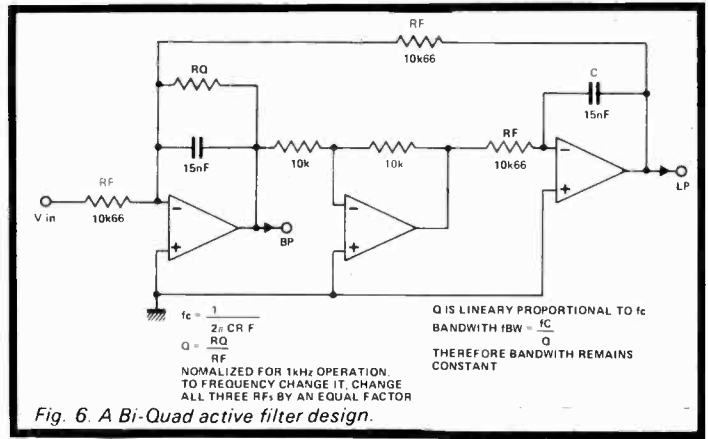 RF
10k66
RQ
C
15nF
15nF
10k
10k
RF
10k66
RF
10k66
V in
BP
LP
fc = 1
2π CR F
Q = RQ
RF
NOMALIZED FOR 1kHz OPERATION.
TO FREQUENCY CHANGE IT, CHANGE
ALL THREE RFs BY AN EQUAL FACTOR
Q IS LINEARY PROPORTIONAL TO fc
BANDWITH fBW = fC
Q
THEREFORE BANDWITH REMAINS
CONSTANT
Fig. 6. A Bi-Quad active filter design.